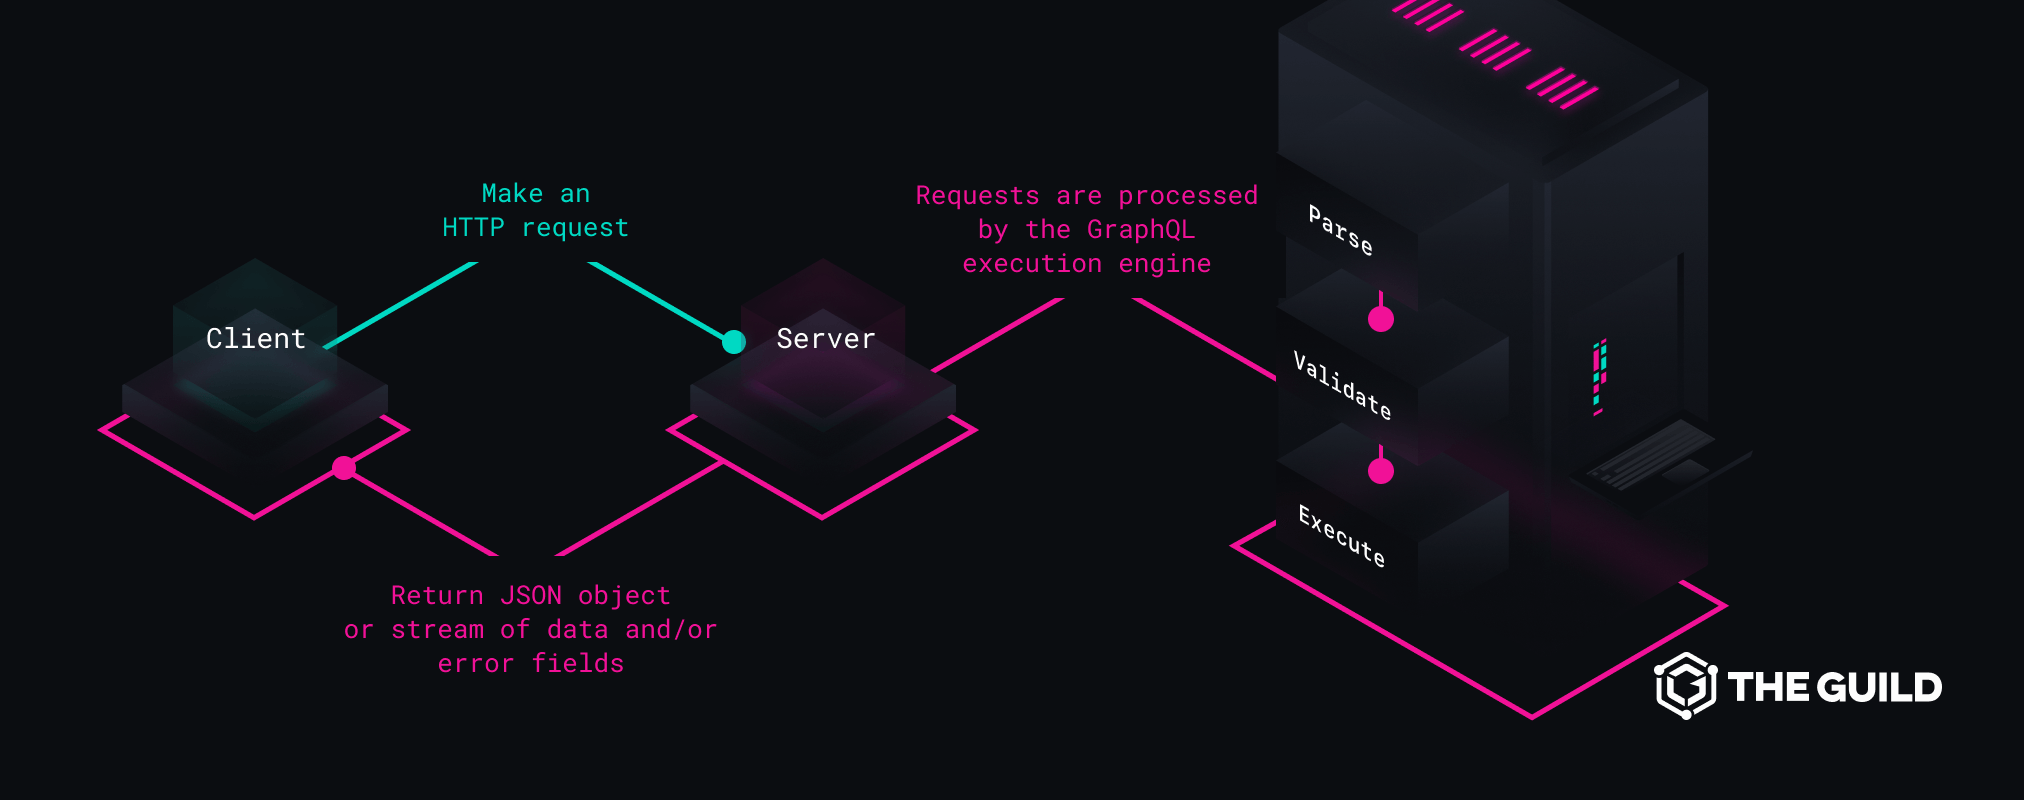 Make an
HTTP request
Client
Server
Requests are processed
by the GraphQL
execution engine
Parse
Validate
Execute
Return JSON object
or stream of data and/or
error fields
THE GUILD